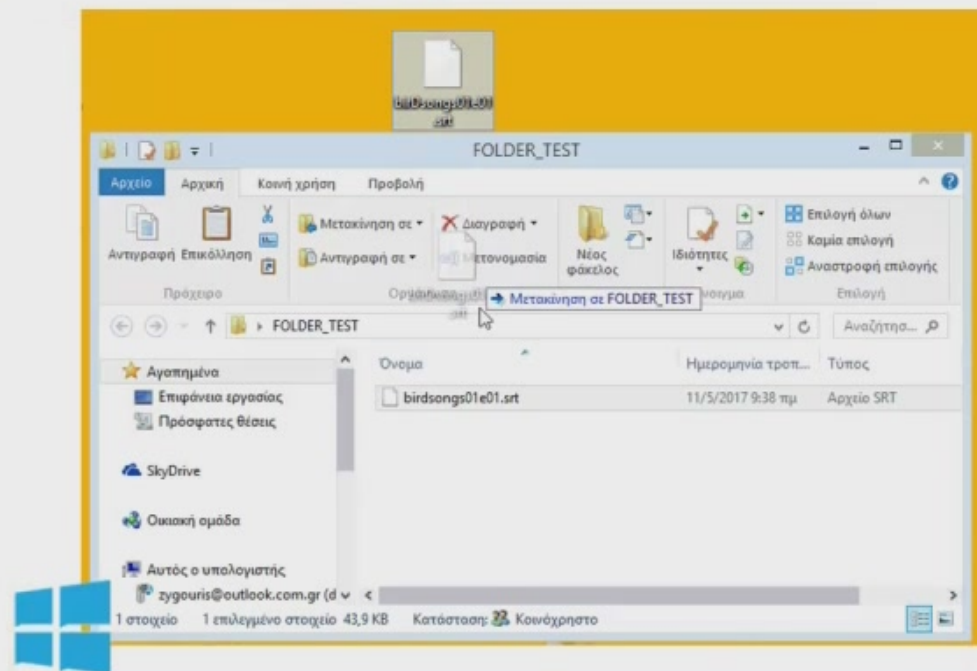 birDsongs01e01
.srt
FOLDER_TEST
Αρχείο Αρχική Κοινή χρήση Προβολή
Αντιγραφή Επικόλληση
Μετακίνηση σε
Αντιγραφή σε
Διαγραφή
Μετονομασία
Νέος
φάκελος
Ιδιότητες
Επιλογή όλων
Καμία επιλογή
Αναστροφή επιλογής
Πρόχειρο Επιλογή
Μετακίνηση σε FOLDER_TEST
FOLDER_TEST Αναζήτησ...
Όνομα Ημερομηνία τροπ... Τύπος
birdsongs01e01.srt 11/5/2017 9:38 πμ Αρχείο SRT
Αγαπημένα
Επιφάνεια εργασίας
Πρόσφατες θέσεις
SkyDrive
Οικιακή ομάδα
Αυτός ο υπολογιστής
zygouris@outlook.com.gr (d
1 στοιχείο 1 επιλεγμένο στοιχείο 43,9 KB Κατάσταση: Κοινόχρηστο